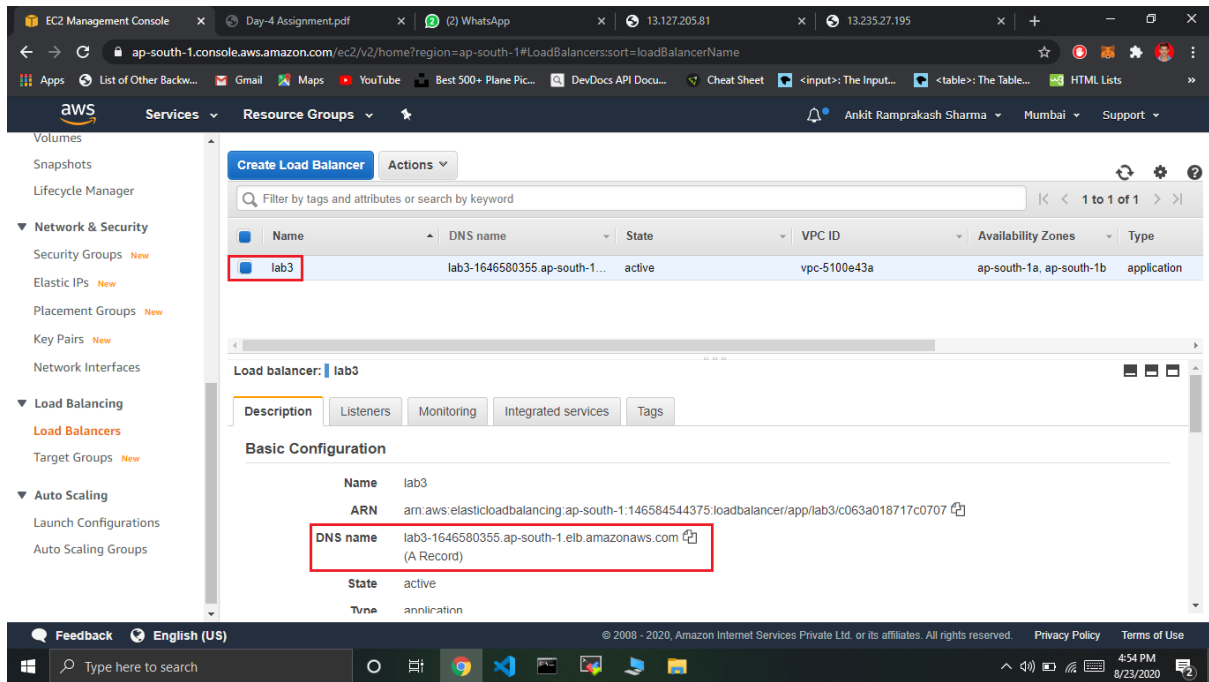 EC2 Management Console
Day-4 Assignment.pdf
(2) WhatsApp
13.127.205.81
13.235.27.195
ap-south-1.console.aws.amazon.com/ec2/v2/home?region=ap-south-1#LoadBalancers:sort=loadBalancerName
Apps
List of Other Backw...
Gmail
Maps
YouTube
Best 500+ Plane Pic...
DevDocs API Docu...
Cheat Sheet
<input>: The Input...
<table>: The Table...
HTML Lists
»
aws
Services
Resource Groups
Ankit Ramprakash Sharma
Mumbai
Support
Volumes
Snapshots
Lifecycle Manager
Network & Security
Security Groups New
Elastic IPs New
Placement Groups New
Key Pairs New
Network Interfaces
Load Balancing
Load Balancers
Target Groups New
Auto Scaling
Launch Configurations
Auto Scaling Groups
Create Load Balancer
Actions
Filter by tags and attributes or search by keyword
1 to 1 of 1
Name DNS name State VPC ID Availability Zones Type
lab3 lab3-1646580355.ap-south-1... active vpc-5100e43a ap-south-1a, ap-south-1b application
Load balancer: lab3
Description Listeners Monitoring Integrated services Tags
Basic Configuration
Name lab3
ARN arn:aws:elasticloadbalancing:ap-south-1:146584544375:loadbalancer/app/lab3/c063a018717c0707
DNS name lab3-1646580355.ap-south-1.elb.amazonaws.com
(A Record)
State active
Type application
Feedback
English (US)
© 2008 - 2020, Amazon Internet Services Private Ltd. or its affiliates. All rights reserved.
Privacy Policy
Terms of Use
Type here to search
4:54 PM
8/23/2020
2